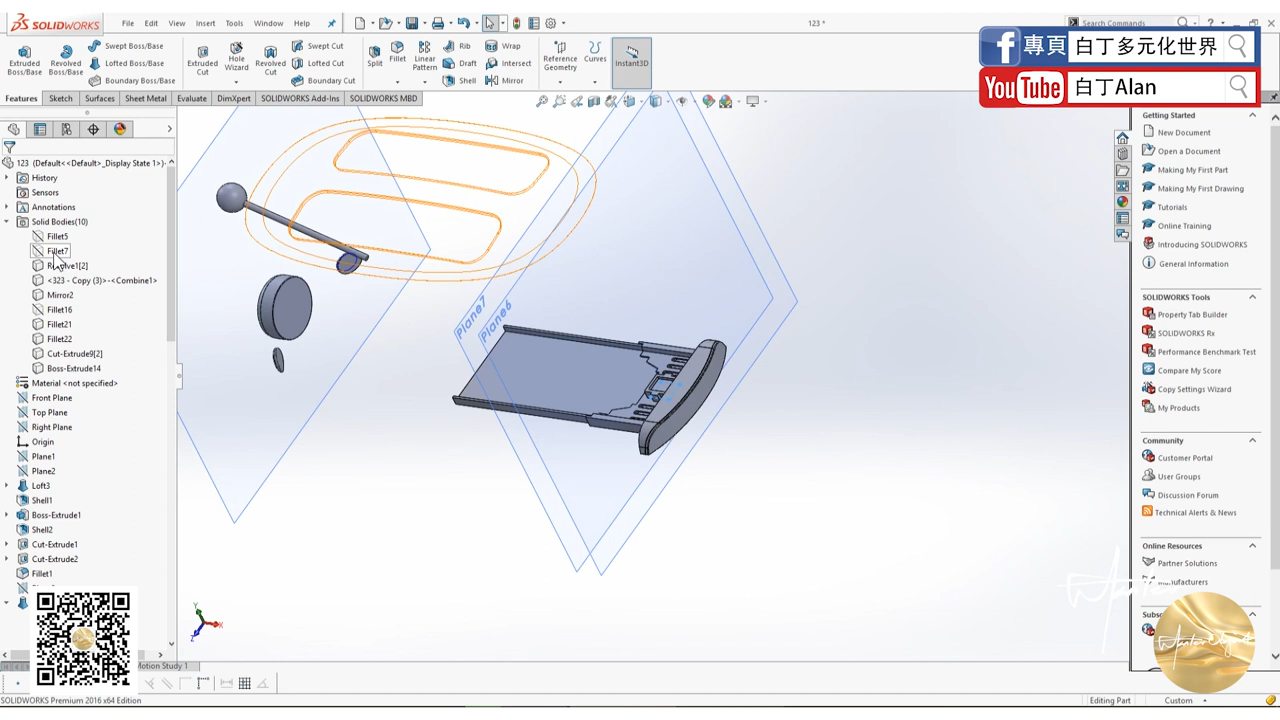 SOLIDWORKS
File Edit View Insert Tools Window Help
123 *
Search Commands
專頁 白丁多元化世界
YouTube 白丁Alan
Extruded Boss/Base
Revolved Boss/Base
Swept Boss/Base
Lofted Boss/Base
Boundary Boss/Base
Extruded Cut
Hole Wizard
Revolved Cut
Swept Cut
Lofted Cut
Boundary Cut
Split
Fillet
Linear Pattern
Rib
Draft
Shell
Wrap
Intersect
Mirror
Reference Geometry
Curves
Instant3D
Features Sketch Surfaces Sheet Metal Evaluate DimXpert SOLIDWORKS Add-Ins SOLIDWORKS MBD
123 (Default<<Default>_Display State 1>)
History
Sensors
Annotations
Solid Bodies(10)
Fillet5
Fillet7
Revolve1[2]
<323 - Copy (3)>-<Combine1>
Mirror2
Fillet16
Fillet21
Fillet22
Cut-Extrude9[2]
Boss-Extrude14
Material <not specified>
Front Plane
Top Plane
Right Plane
Origin
Plane1
Plane2
Loft3
Shell1
Boss-Extrude1
Shell2
Cut-Extrude1
Cut-Extrude2
Fillet1
Plane7
Plane6
Y
X
Z
Getting Started
New Document
Open a Document
Making My First Part
Making My First Drawing
Tutorials
Online Training
Introducing SOLIDWORKS
General Information
SOLIDWORKS Tools
Property Tab Builder
SOLIDWORKS Rx
Performance Benchmark Test
Compare My Score
Copy Settings Wizard
My Products
Community
Customer Portal
User Groups
Discussion Forum
Technical Alerts & News
Online Resources
Partner Solutions
Manufacturers
Motion Study 1
SOLIDWORKS Premium 2016 x64 Edition
Editing Part
Custom